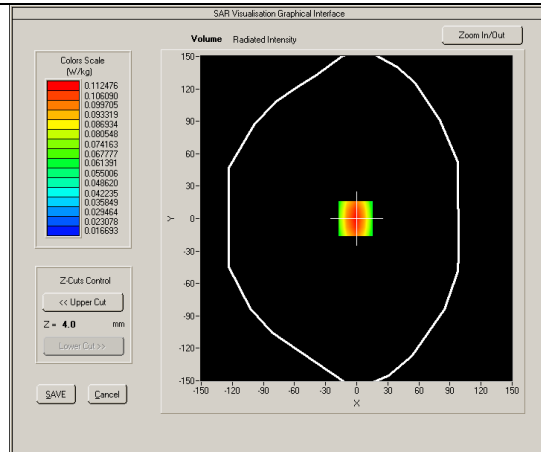 SAR Visualisation Graphical Interface
Volume Radiated Intensity
Zoom In/Out
Colors Scale
(W/kg)
0.112476
0.106090
0.099705
0.093319
0.086934
0.080548
0.074163
0.067777
0.061391
0.055006
0.048620
0.042235
0.035849
0.029464
0.023078
0.016693
Z-Cuts Control
<< Upper Cut
Z = 4.0 mm
Lower Cut >>
SAVE Cancel
150-
120-
90-
60-
30-
0-
-30-
-60-
-90-
-120-
-150-
Y
-150 -120 -90 -60 -30 0 30 60 90 120 150
X